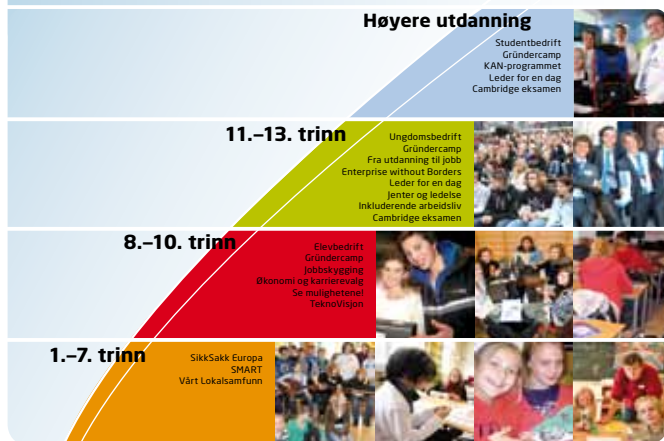 Høyere utdanning
Studentbedrift
Gründercamp
KAN-programmet
Leder for en dag
Cambridge eksamen
11.–13. trinn
Ungdomsbedrift
Gründercamp
Fra utdanning til jobb
Enterprise without Borders
Leder for en dag
Jenter og ledelse
Inkluderende arbeidsliv
Cambridge eksamen
8.–10. trinn
Elevbedrift
Gründercamp
Jobbskygging
Økonomi og karrierevalg
Se mulighetene!
TeknoVisjon
1.–7. trinn
SikkSakk Europa
SMART
Vårt Lokalsamfunn